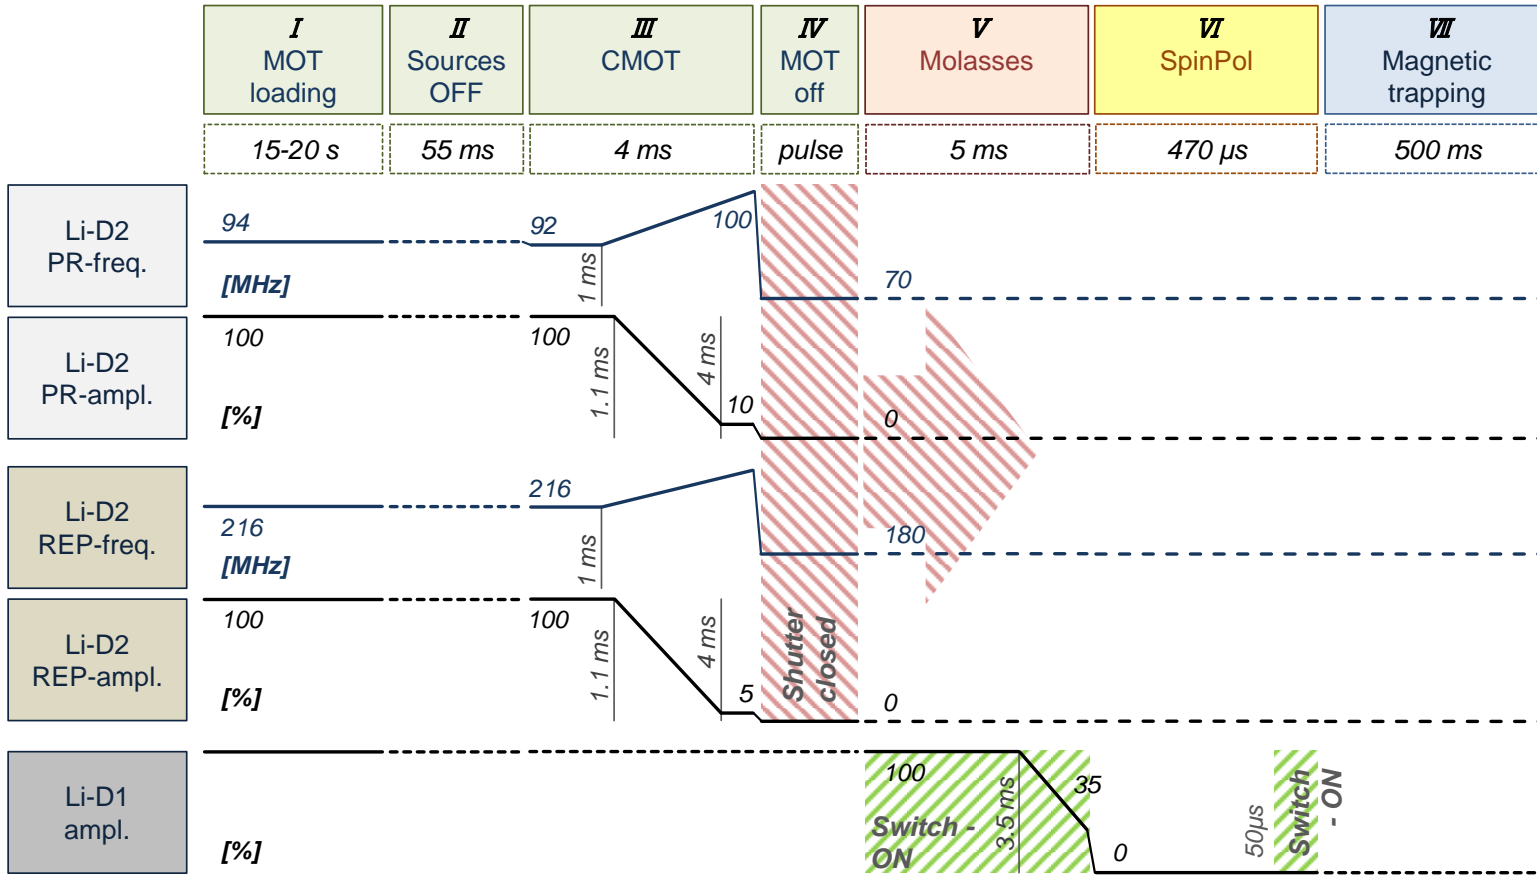 I
MOT
loading
II
Sources
OFF
III
CMOT
IV
MOT
off
V
Molasses
VI
SpinPol
VII
Magnetic
trapping
15-20 s
55 ms
4 ms
pulse
5 ms
470 µs
500 ms
Li-D2
PR-freq.
94
[MHz]
92
1 ms
100
70
Li-D2
PR-ampl.
100
[%]
100
1.1 ms
4 ms
10
0
Li-D2
REP-freq.
216
[MHz]
216
1 ms
180
Li-D2
REP-ampl.
100
[%]
100
1.1 ms
4 ms
5
Shutter
closed
0
Li-D1
ampl.
[%]
100
Switch -
ON
3.5 ms
35
0
50µs
Switch
- ON